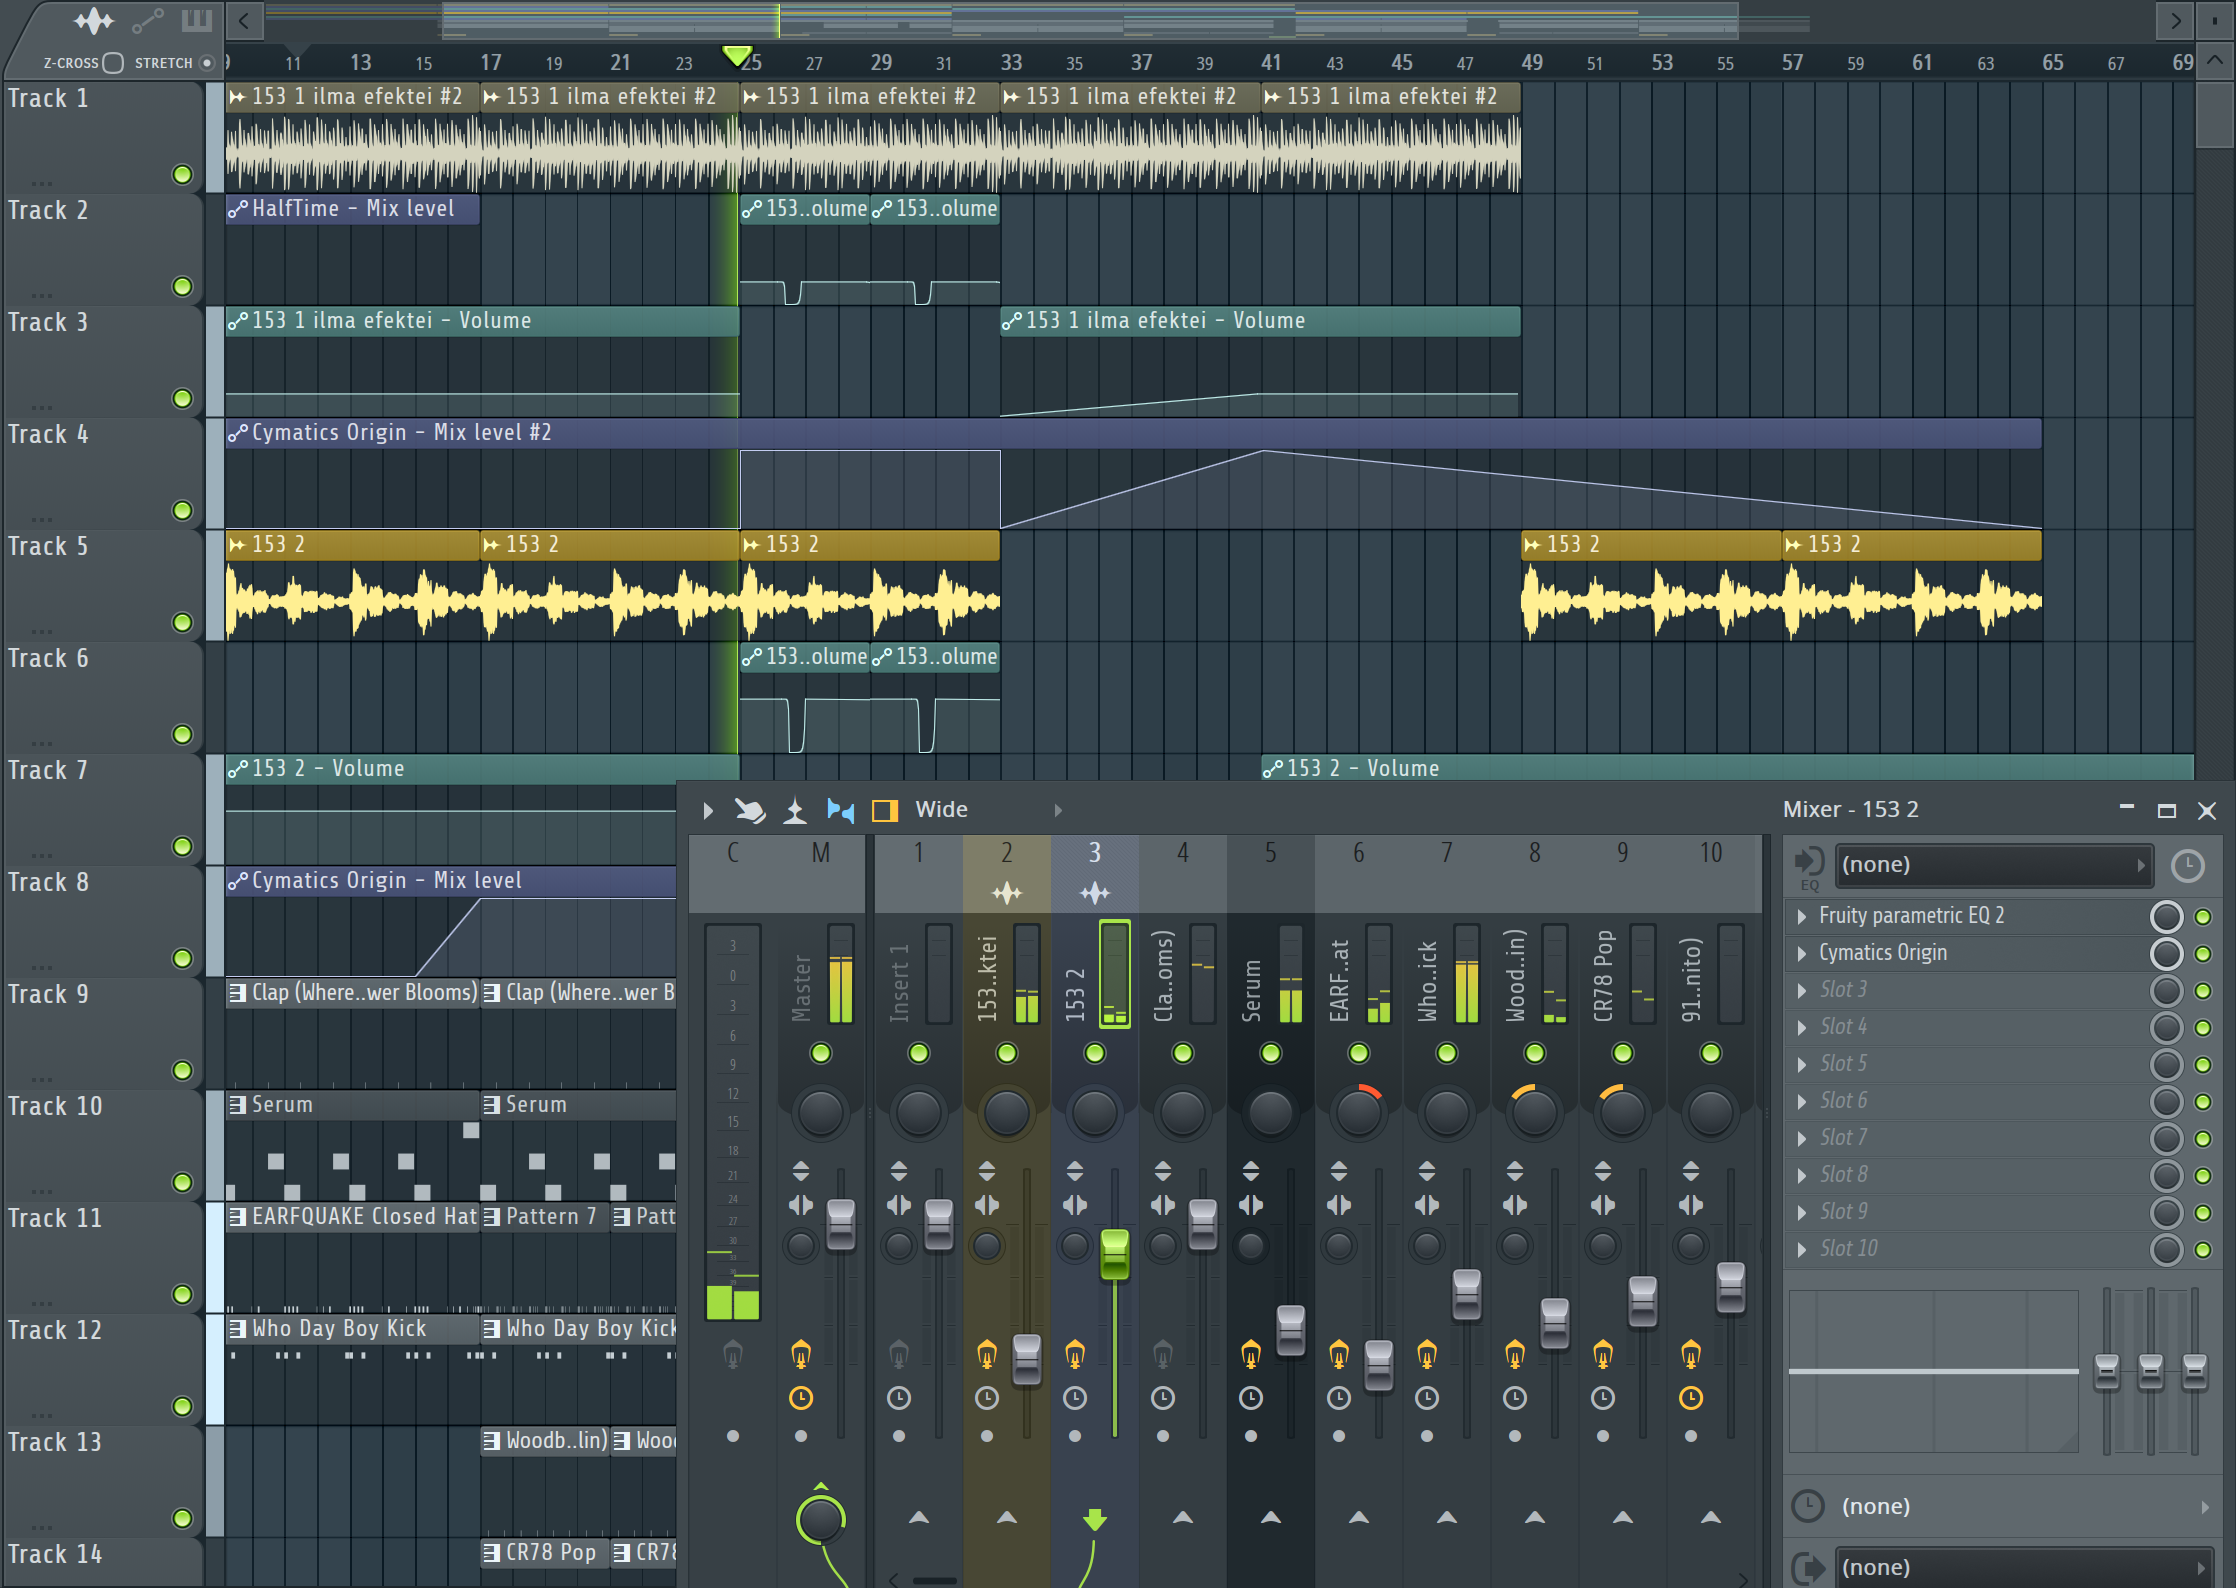 Z-CROSS STRETCH
9 11 13 15 17 19 21 23 25 27 29 31 33 35 37 39 41 43 45 47 49 51 53 55 57 59 61 63 65 67 69
Track 1
153 1 ilma efektei #2 153 1 ilma efektei #2 153 1 ilma efektei #2 153 1 ilma efektei #2 153 1 ilma efektei #2
Track 2
HalfTime – Mix level 153..olume 153..olume
Track 3
153 1 ilma efektei – Volume 153 1 ilma efektei – Volume
Track 4
Cymatics Origin – Mix level #2
Track 5
153 2 153 2 153 2 153 2 153 2
Track 6
153..olume 153..olume
Track 7
153 2 – Volume 153 2 – Volume
Track 8
Cymatics Origin – Mix level
Track 9
Clap (Where..wer Blooms) Clap (Where..wer B
Track 10
Serum Serum
Track 11
EARFQUAKE Closed Hat Pattern 7 Patt
Track 12
Who Day Boy Kick Who Day Boy Kick
Track 13
Woodb..lin) Wood
Track 14
CR78 Pop CR78
Wide
Mixer - 153 2
C M 1 2 3 4 5 6 7 8 9 10
Master
Insert 1
153..ktei
153 2
Cla..oms)
Serum
EARF..at
Who..ick
Wood..in)
CR78 Pop
91..nito)
3
0
3
6
9
12
15
18
21
24
27
30
EQ
(none)
Fruity parametric EQ 2
Cymatics Origin
Slot 3
Slot 4
Slot 5
Slot 6
Slot 7
Slot 8
Slot 9
Slot 10
(none)
(none)